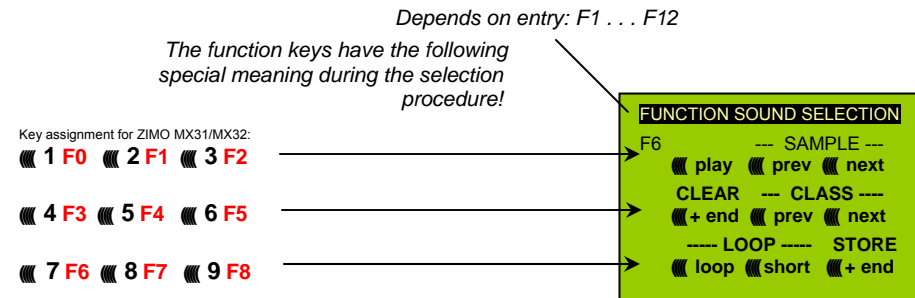 Depends on entry: F1 . . . F12
The function keys have the following
special meaning during the selection
procedure!
Key assignment for ZIMO MX31/MX32:
1 F0 2 F1 3 F2
4 F3 5 F4 6 F5
7 F6 8 F7 9 F8
FUNCTION SOUND SELECTION
F6 --- SAMPLE ---
play prev next
CLEAR --- CLASS ----
+ end prev next
----- LOOP ----- STORE
loop short + end